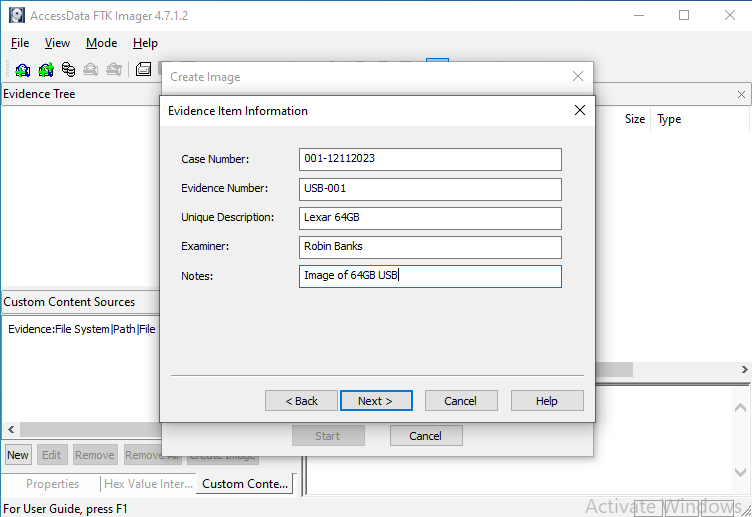 AccessData FTK Imager 4.7.1.2
File View Mode Help
Create Image
Evidence Tree
Evidence Item Information
Size Type
Case Number: 001-12112023
Evidence Number: USB-001
Unique Description: Lexar 64GB
Examiner: Robin Banks
Notes: Image of 64GB USB
Custom Content Sources
Evidence:File System|Path|File
< Back Next > Cancel Help
Start Cancel
New Edit Remove Remove All Create Image
Properties Hex Value Inter... Custom Conte...
For User Guide, press F1
Activate Windows